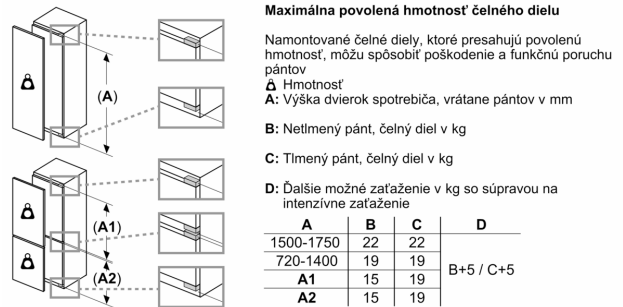 Maximálna povolená hmotnosť čelného dielu
Namontované čelné diely, ktoré presahujú povolenú
hmotnosť, môžu spôsobiť poškodenie a funkčnú poruchu
pántov
Hmotnosť
A: Výška dvierok spotrebiča, vrátane pántov v mm
B: Netlmený pánt, čelný diel v kg
C: Tlmený pánt, čelný diel v kg
D: Ďalšie možné zaťaženie v kg so súpravou na
intenzívne zaťaženie
(A)
(A1)
(A2)
A B C D
1500-1750 22 22
720-1400 19 19
B+5 / C+5
A1 15 19
A2 15 19